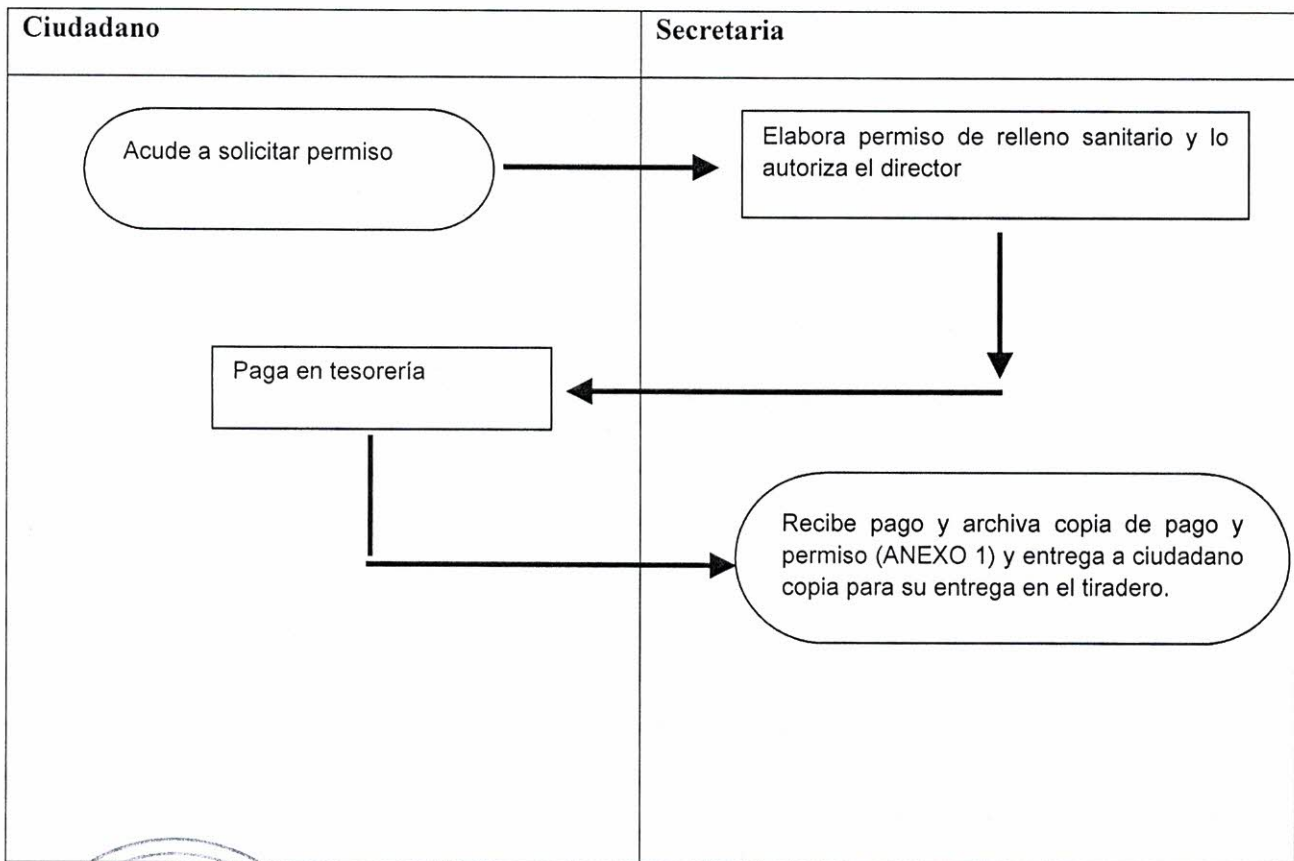 Ciudadano
Secretaria
Acude a solicitar permiso
Elabora permiso de relleno sanitario y lo
autoriza el director
Paga en tesorería
Recibe pago y archiva copia de pago y
permiso (ANEXO 1) y entrega a ciudadano
copia para su entrega en el tiradero.